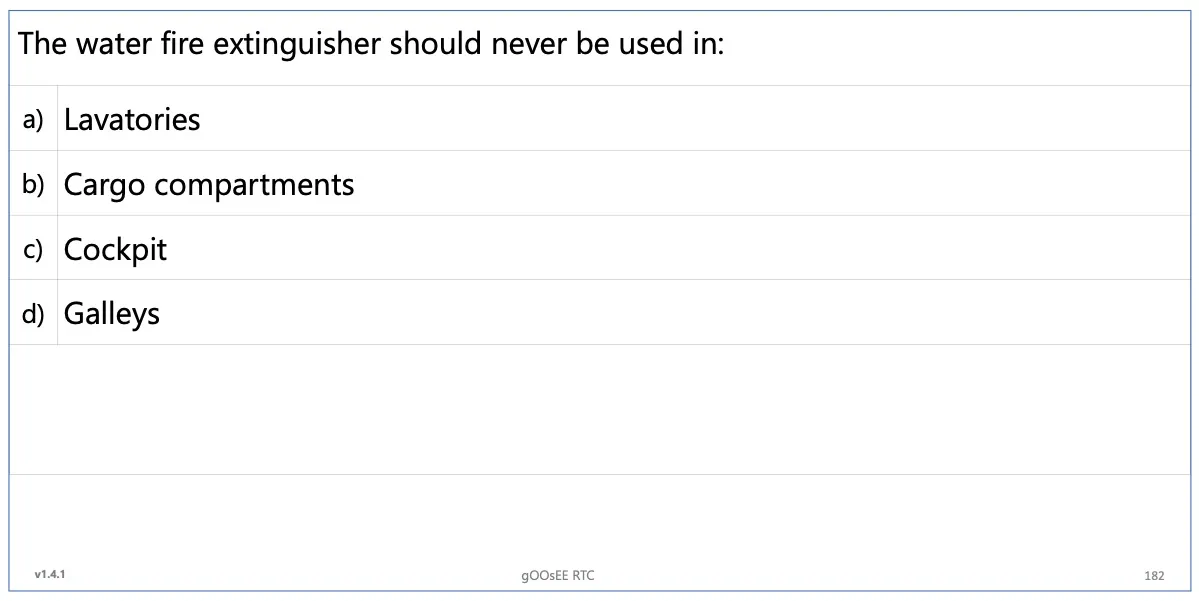 The water fire extinguisher should never be used in:
a) Lavatories
b) Cargo compartments
c) Cockpit
d) Galleys
v1.4.1 gOOsEE RTC 182